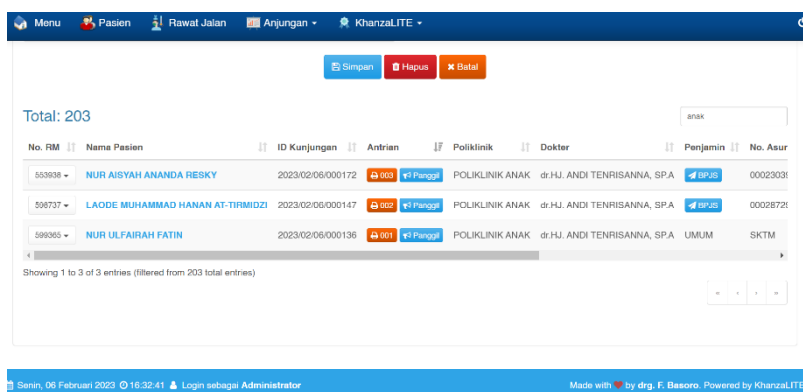 Menu Pasien Rawat Jalan Anjungan KhanzaLITE
Simpan Hapus Batal
Total: 203
anak
No. RM Nama Pasien ID Kunjungan Antrian Poliklinik Dokter Penjamin No. Asur
553938 NUR AISYAH ANANDA RESKY 2023/02/06/000172 003 Panggil POLIKLINIK ANAK dr.HJ. ANDI TENRISANNA, SP.A BPJS 00023039
598737 LAODE MUHAMMAD HANAN AT-TIRMIDZI 2023/02/06/000147 002 Panggil POLIKLINIK ANAK dr.HJ. ANDI TENRISANNA, SP.A BPJS 00028729
599365 NUR ULFAIRAH FATIN 2023/02/06/000136 001 Panggil POLIKLINIK ANAK dr.HJ. ANDI TENRISANNA, SP.A UMUM SKTM
Showing 1 to 3 of 3 entries (filtered from 203 total entries)
« ‹ › »
Senin, 06 Februari 2023 16:32:41 Login sebagai Administrator Made with ❤ by drg. F. Basoro. Powered by KhanzaLITE